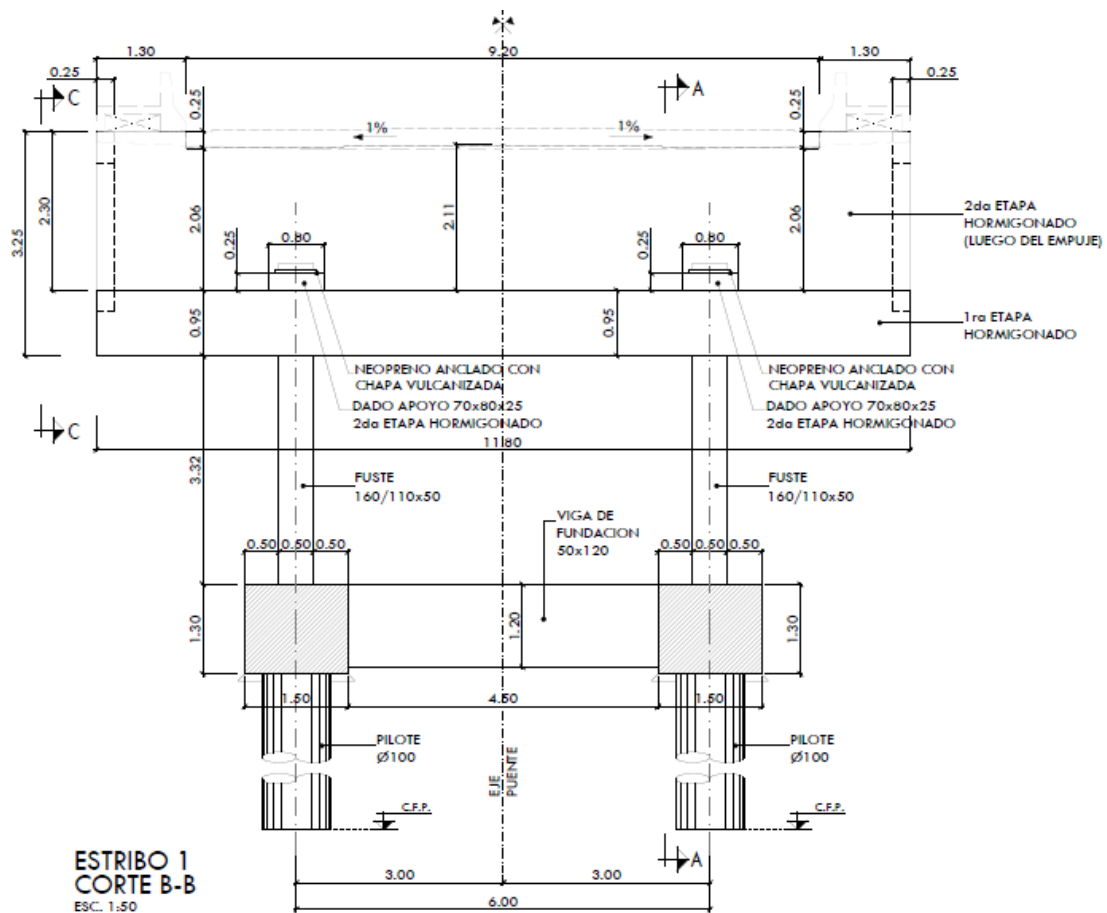 1.30
9.20
1.30
0.25
0.25
C
A
0.25
0.25
1%
1%
3.25
2.30
2.06
2.11
2.06
0.25
0.80
0.25
0.80
2da ETAPA
HORMIGONADO
(LUEGO DEL EMPUJE)
0.95
0.95
1ra ETAPA
HORMIGONADO
NEOPRENO ANCLADO CON
CHAPA VULCANIZADA
DADO APOYO 70x80x25
2da ETAPA HORMIGONADO
NEOPRENO ANCLADO CON
CHAPA VULCANIZADA
DADO APOYO 70x80x25
2da ETAPA HORMIGONADO
C
11.80
3.32
FUSTE
160/110x50
FUSTE
160/110x50
VIGA DE
FUNDACION
50x120
0.50 0.50 0.50
0.50 0.50 0.50
1.30
1.20
1.30
1.50
4.50
1.50
PILOTE
Ø100
PILOTE
Ø100
EJE
PUENTE
C.F.P.
C.F.P.
A
ESTRIBO 1
CORTE B-B
ESC. 1:50
3.00
3.00
6.00